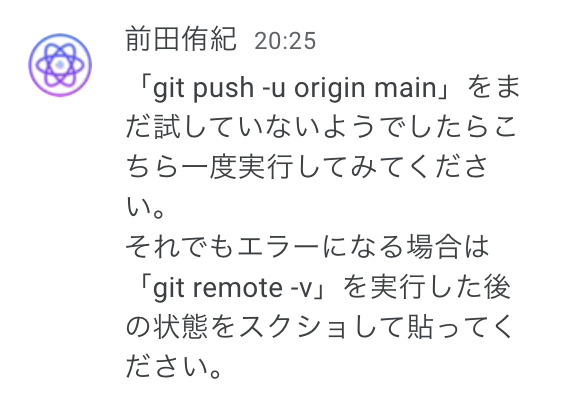 前田侑紀 20:25
「git push -u origin main」をま
だ試していないようでしたらこ
ちら一度実行してみてくださ
い。
それでもエラーになる場合は
「git remote -v」を実行した後
の状態をスクショして貼ってく
ださい。